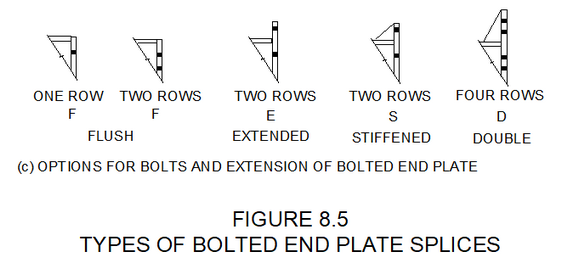 ONE ROW TWO ROWS TWO ROWS TWO ROWS FOUR ROWS
F F E S D
FLUSH EXTENDED STIFFENED DOUBLE
(c) OPTIONS FOR BOLTS AND EXTENSION OF BOLTED END PLATE
FIGURE 8.5
TYPES OF BOLTED END PLATE SPLICES